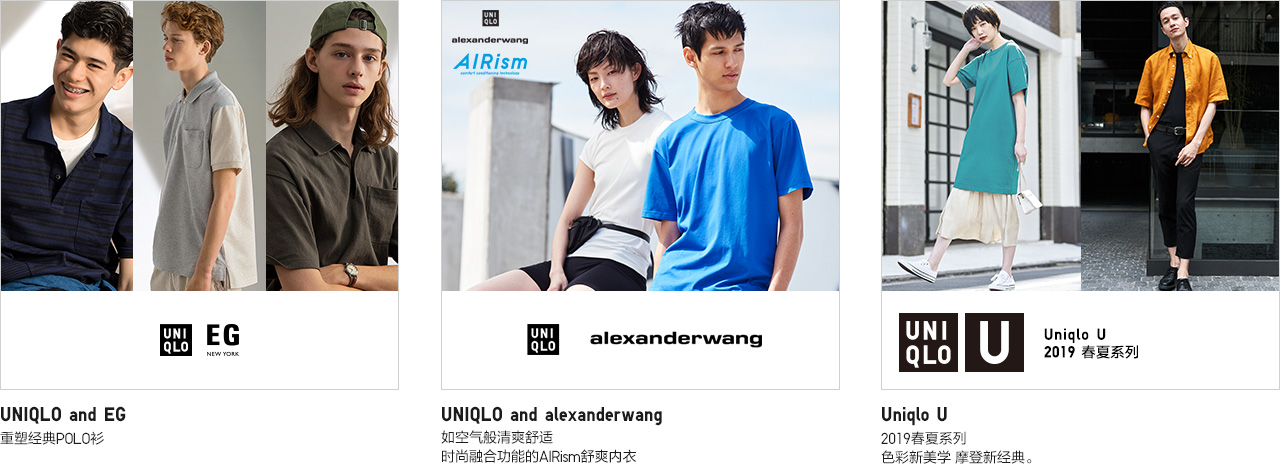 UNI
QLO
EG
NEW YORK
UNIQLO and EG
重塑经典POLO衫
UNI
QLO
alexanderwang
AIRism
comfort conditioning technology
UNI
QLO
alexanderwang
UNIQLO and alexanderwang
如空气般清爽舒适
时尚融合功能的AIRism舒爽内衣
UNI
QLO
U
Uniqlo U
2019 春夏系列
Uniqlo U
2019春夏系列
色彩新美学 摩登新经典。